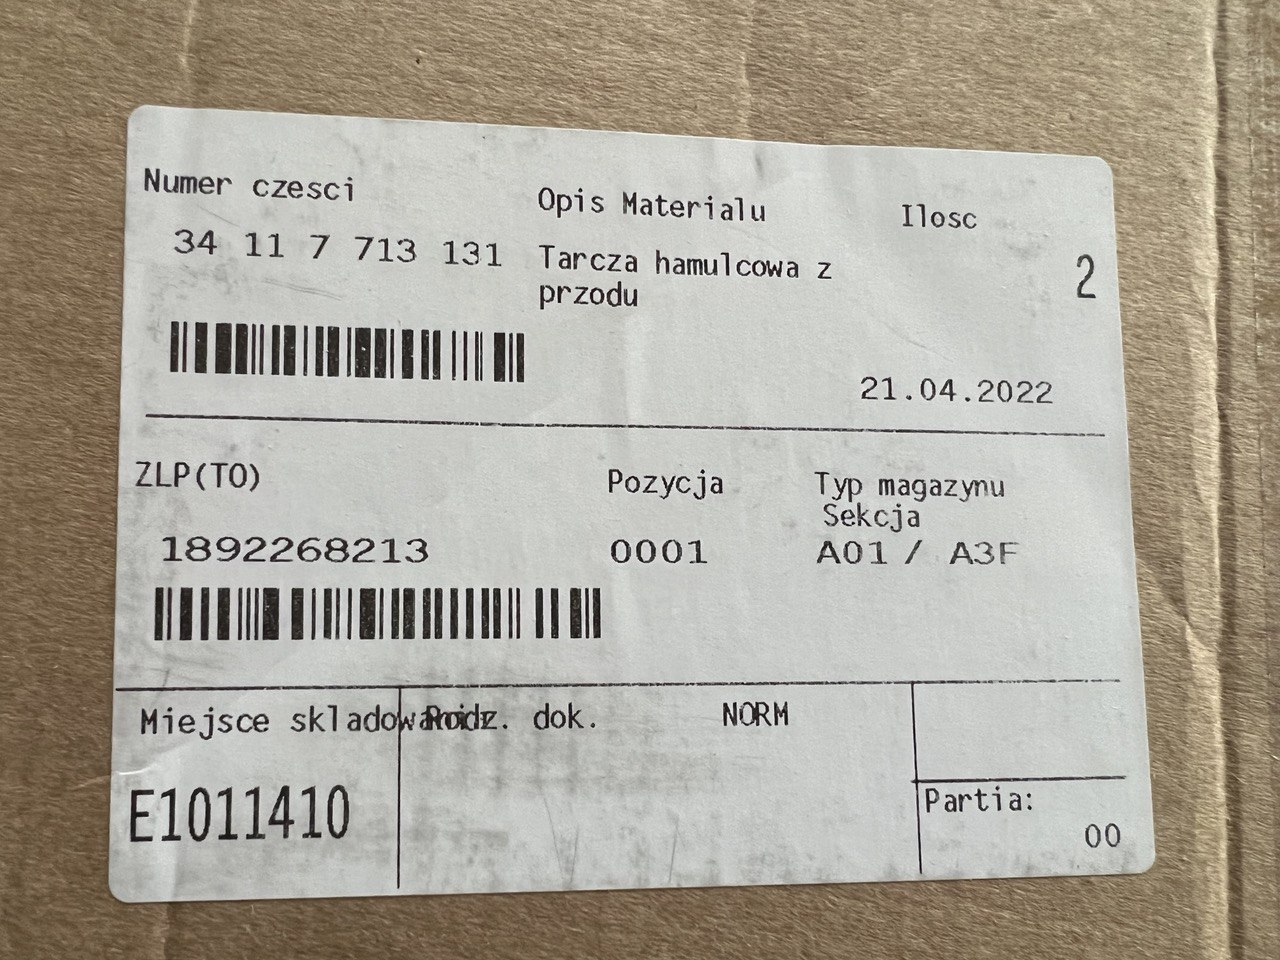 Numer czesci
Opis Materialu
Ilosc
34 11 7 713 131
Tarcza hamulcowa z
przodu
2
21.04.2022
ZLP(TO)
Pozycja
Typ magazynu
Sekcja
1892268213
0001
A01 / A3F
Miejsce skladowania
Rodz. dok.
NORM
E1011410
Partia:
00